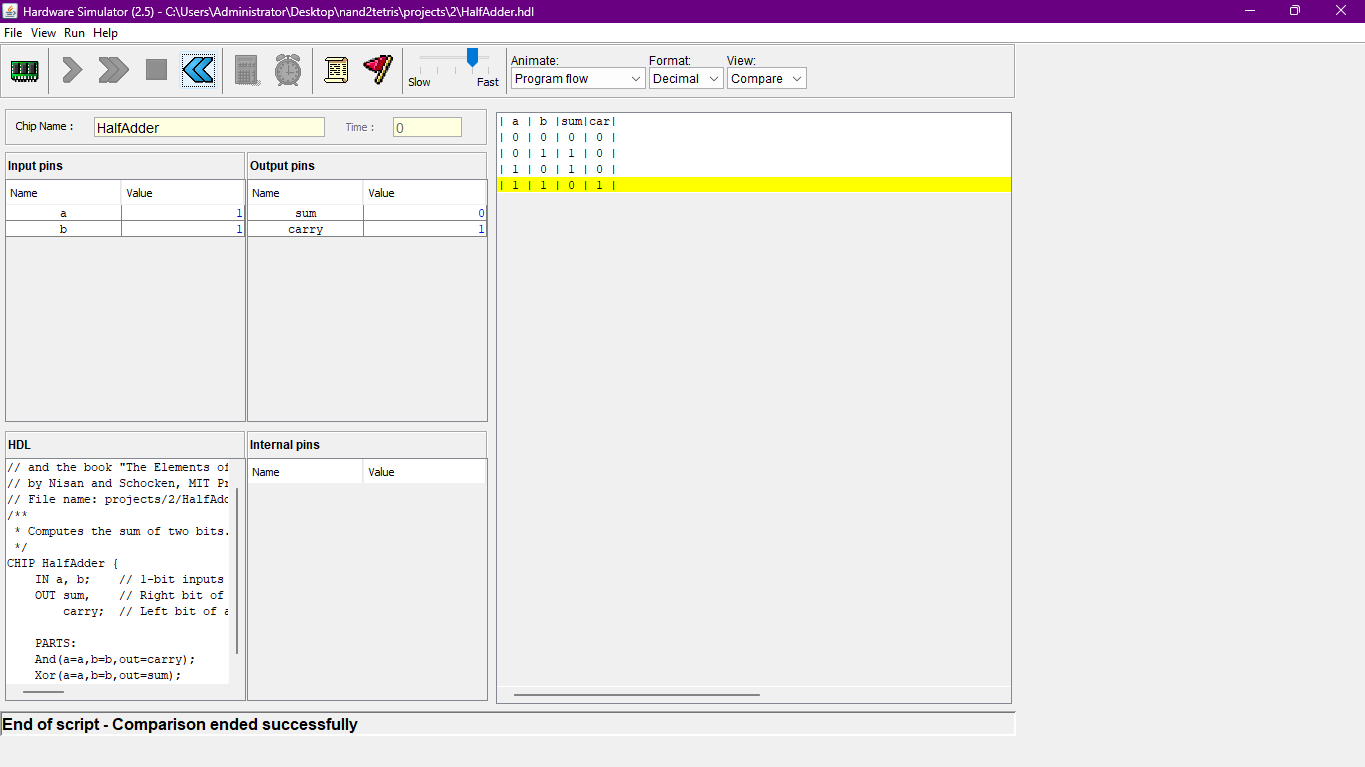 Hardware Simulator (2.5) - C:\Users\Administrator\Desktop\nand2tetris\projects\2\HalfAdder.hdl
File View Run Help
Slow Fast
Animate:
Program flow
Format:
Decimal
View:
Compare
Chip Name : HalfAdder Time : 0
Input pins
Name Value
a 1
b 1
Output pins
Name Value
sum 0
carry 1
| a | b |sum|car|
| 0 | 0 | 0 | 0 |
| 0 | 1 | 1 | 0 |
| 1 | 0 | 1 | 0 |
| 1 | 1 | 0 | 1 |
HDL
// and the book "The Elements of
// by Nisan and Schocken, MIT Pr
// File name: projects/2/HalfAdd
/**
* Computes the sum of two bits.
*/
CHIP HalfAdder {
IN a, b; // 1-bit inputs
OUT sum, // Right bit of
carry; // Left bit of a
PARTS:
And(a=a,b=b,out=carry);
Xor(a=a,b=b,out=sum);
Internal pins
Name Value
End of script - Comparison ended successfully